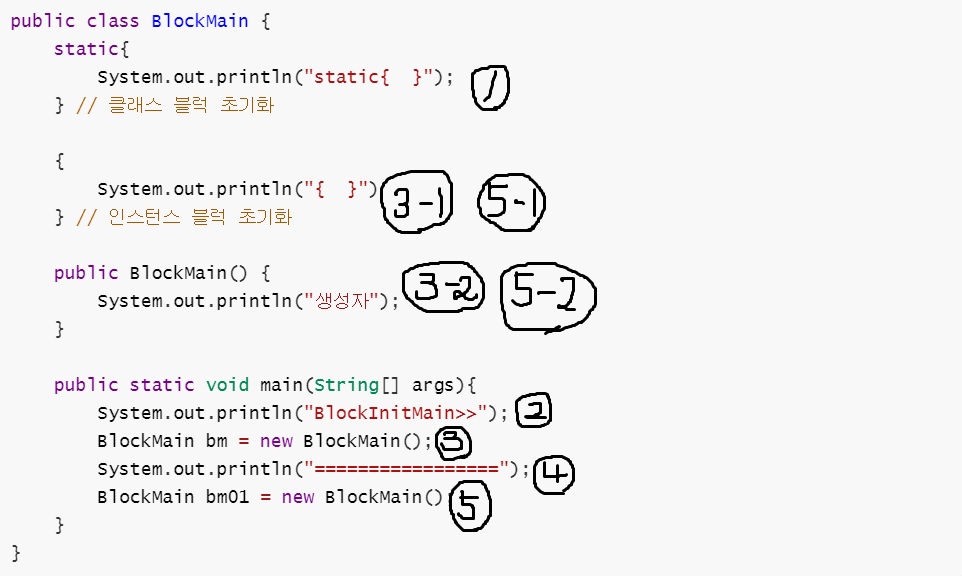 public class BlockMain {
static{
System.out.println("static{  }"); 1
} // 클래스 블럭 초기화
{
System.out.println("{  }") 3-1 5-1
} // 인스턴스 블럭 초기화
public BlockMain() {
System.out.println("생성자"); 3-2 5-2
}
public static void main(String[] args){
System.out.println("BlockInitMain>>"); 2
BlockMain bm = new BlockMain(); 3
System.out.println("================="); 4
BlockMain bm01 = new BlockMain() 5
}
}